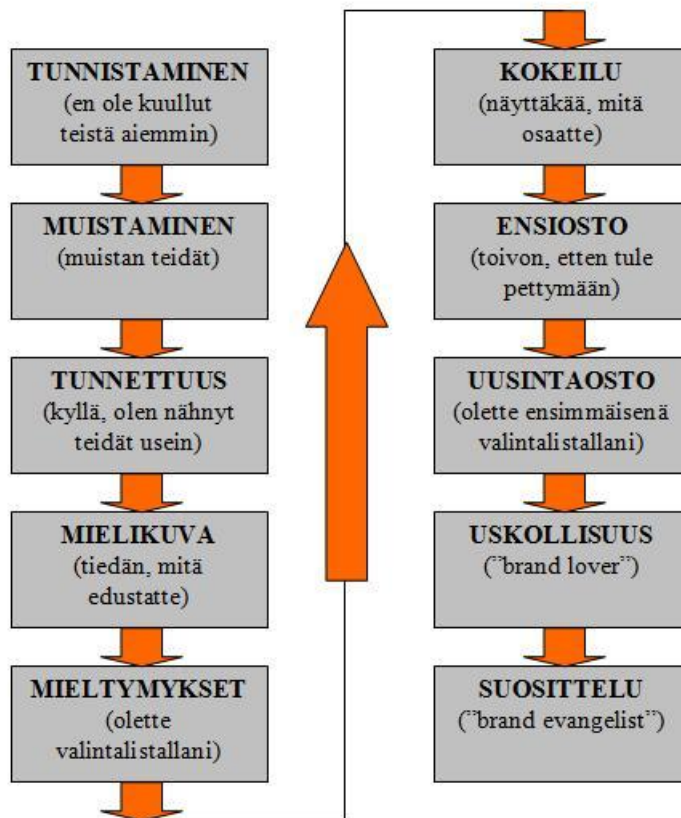 TUNNISTAMINEN
(en ole kuullut
teistä aiemmin)
MUISTAMINEN
(muistan teidät)
TUNNETTUUS
(kyllä, olen nähnyt
teidät usein)
MIELIKUVA
(tiedän, mitä
edustatte)
MIELTYMYKSET
(olette
valintalistallani)
KOKEILU
(näyttäkää, mitä
osaatte)
ENSIOSTO
(toivon, etten tule
pettymään)
UUSINTAOSTO
(olette ensimmäisenä
valintalistallani)
USKOLLISUUS
(”brand lover”)
SUOSITTELU
(”brand evangelist”)